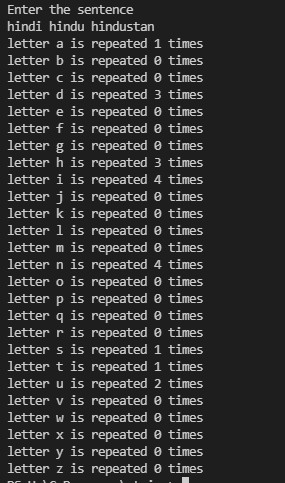 Enter the sentence
hindi hindu hindustan
letter a is repeated 1 times
letter b is repeated 0 times
letter c is repeated 0 times
letter d is repeated 3 times
letter e is repeated 0 times
letter f is repeated 0 times
letter g is repeated 0 times
letter h is repeated 3 times
letter i is repeated 4 times
letter j is repeated 0 times
letter k is repeated 0 times
letter l is repeated 0 times
letter m is repeated 0 times
letter n is repeated 4 times
letter o is repeated 0 times
letter p is repeated 0 times
letter q is repeated 0 times
letter r is repeated 0 times
letter s is repeated 1 times
letter t is repeated 1 times
letter u is repeated 2 times
letter v is repeated 0 times
letter w is repeated 0 times
letter x is repeated 0 times
letter y is repeated 0 times
letter z is repeated 0 times